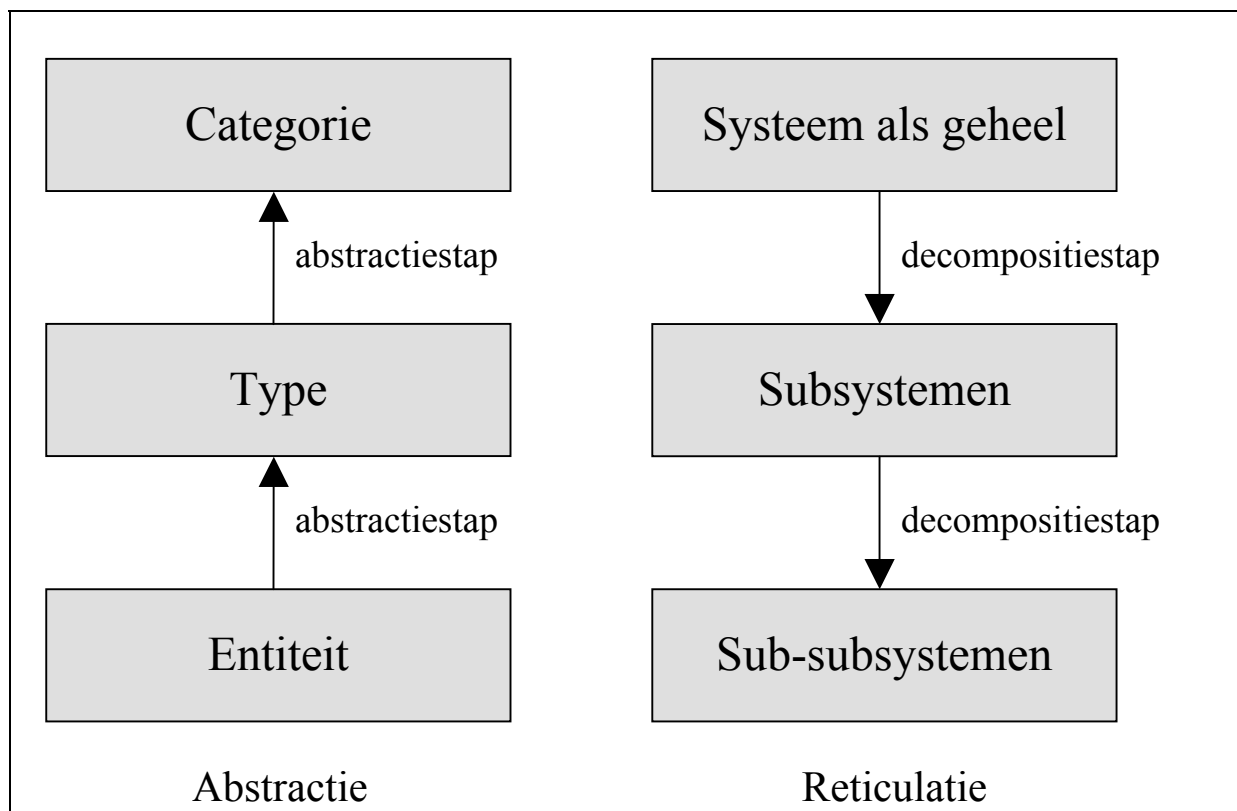 Categorie
abstractiestap
Type
abstractiestap
Entiteit
Abstractie
Systeem als geheel
decompositiestap
Subsystemen
decompositiestap
Sub-subsystemen
Reticulatie